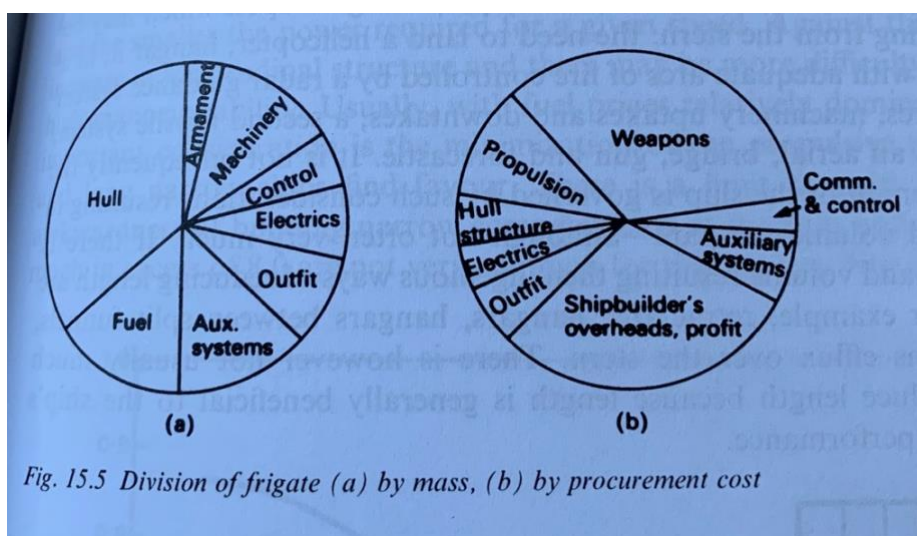 Armament
Machinery
Control
Electrics
Outfit
Aux.
systems
Fuel
Hull
(a)
Weapons
Comm.
& control
Auxiliary
systems
Shipbuilder's
overheads, profit
Outfit
Electrics
Hull
structure
Propulsion
(b)
Fig. 15.5 Division of frigate (a) by mass, (b) by procurement cost